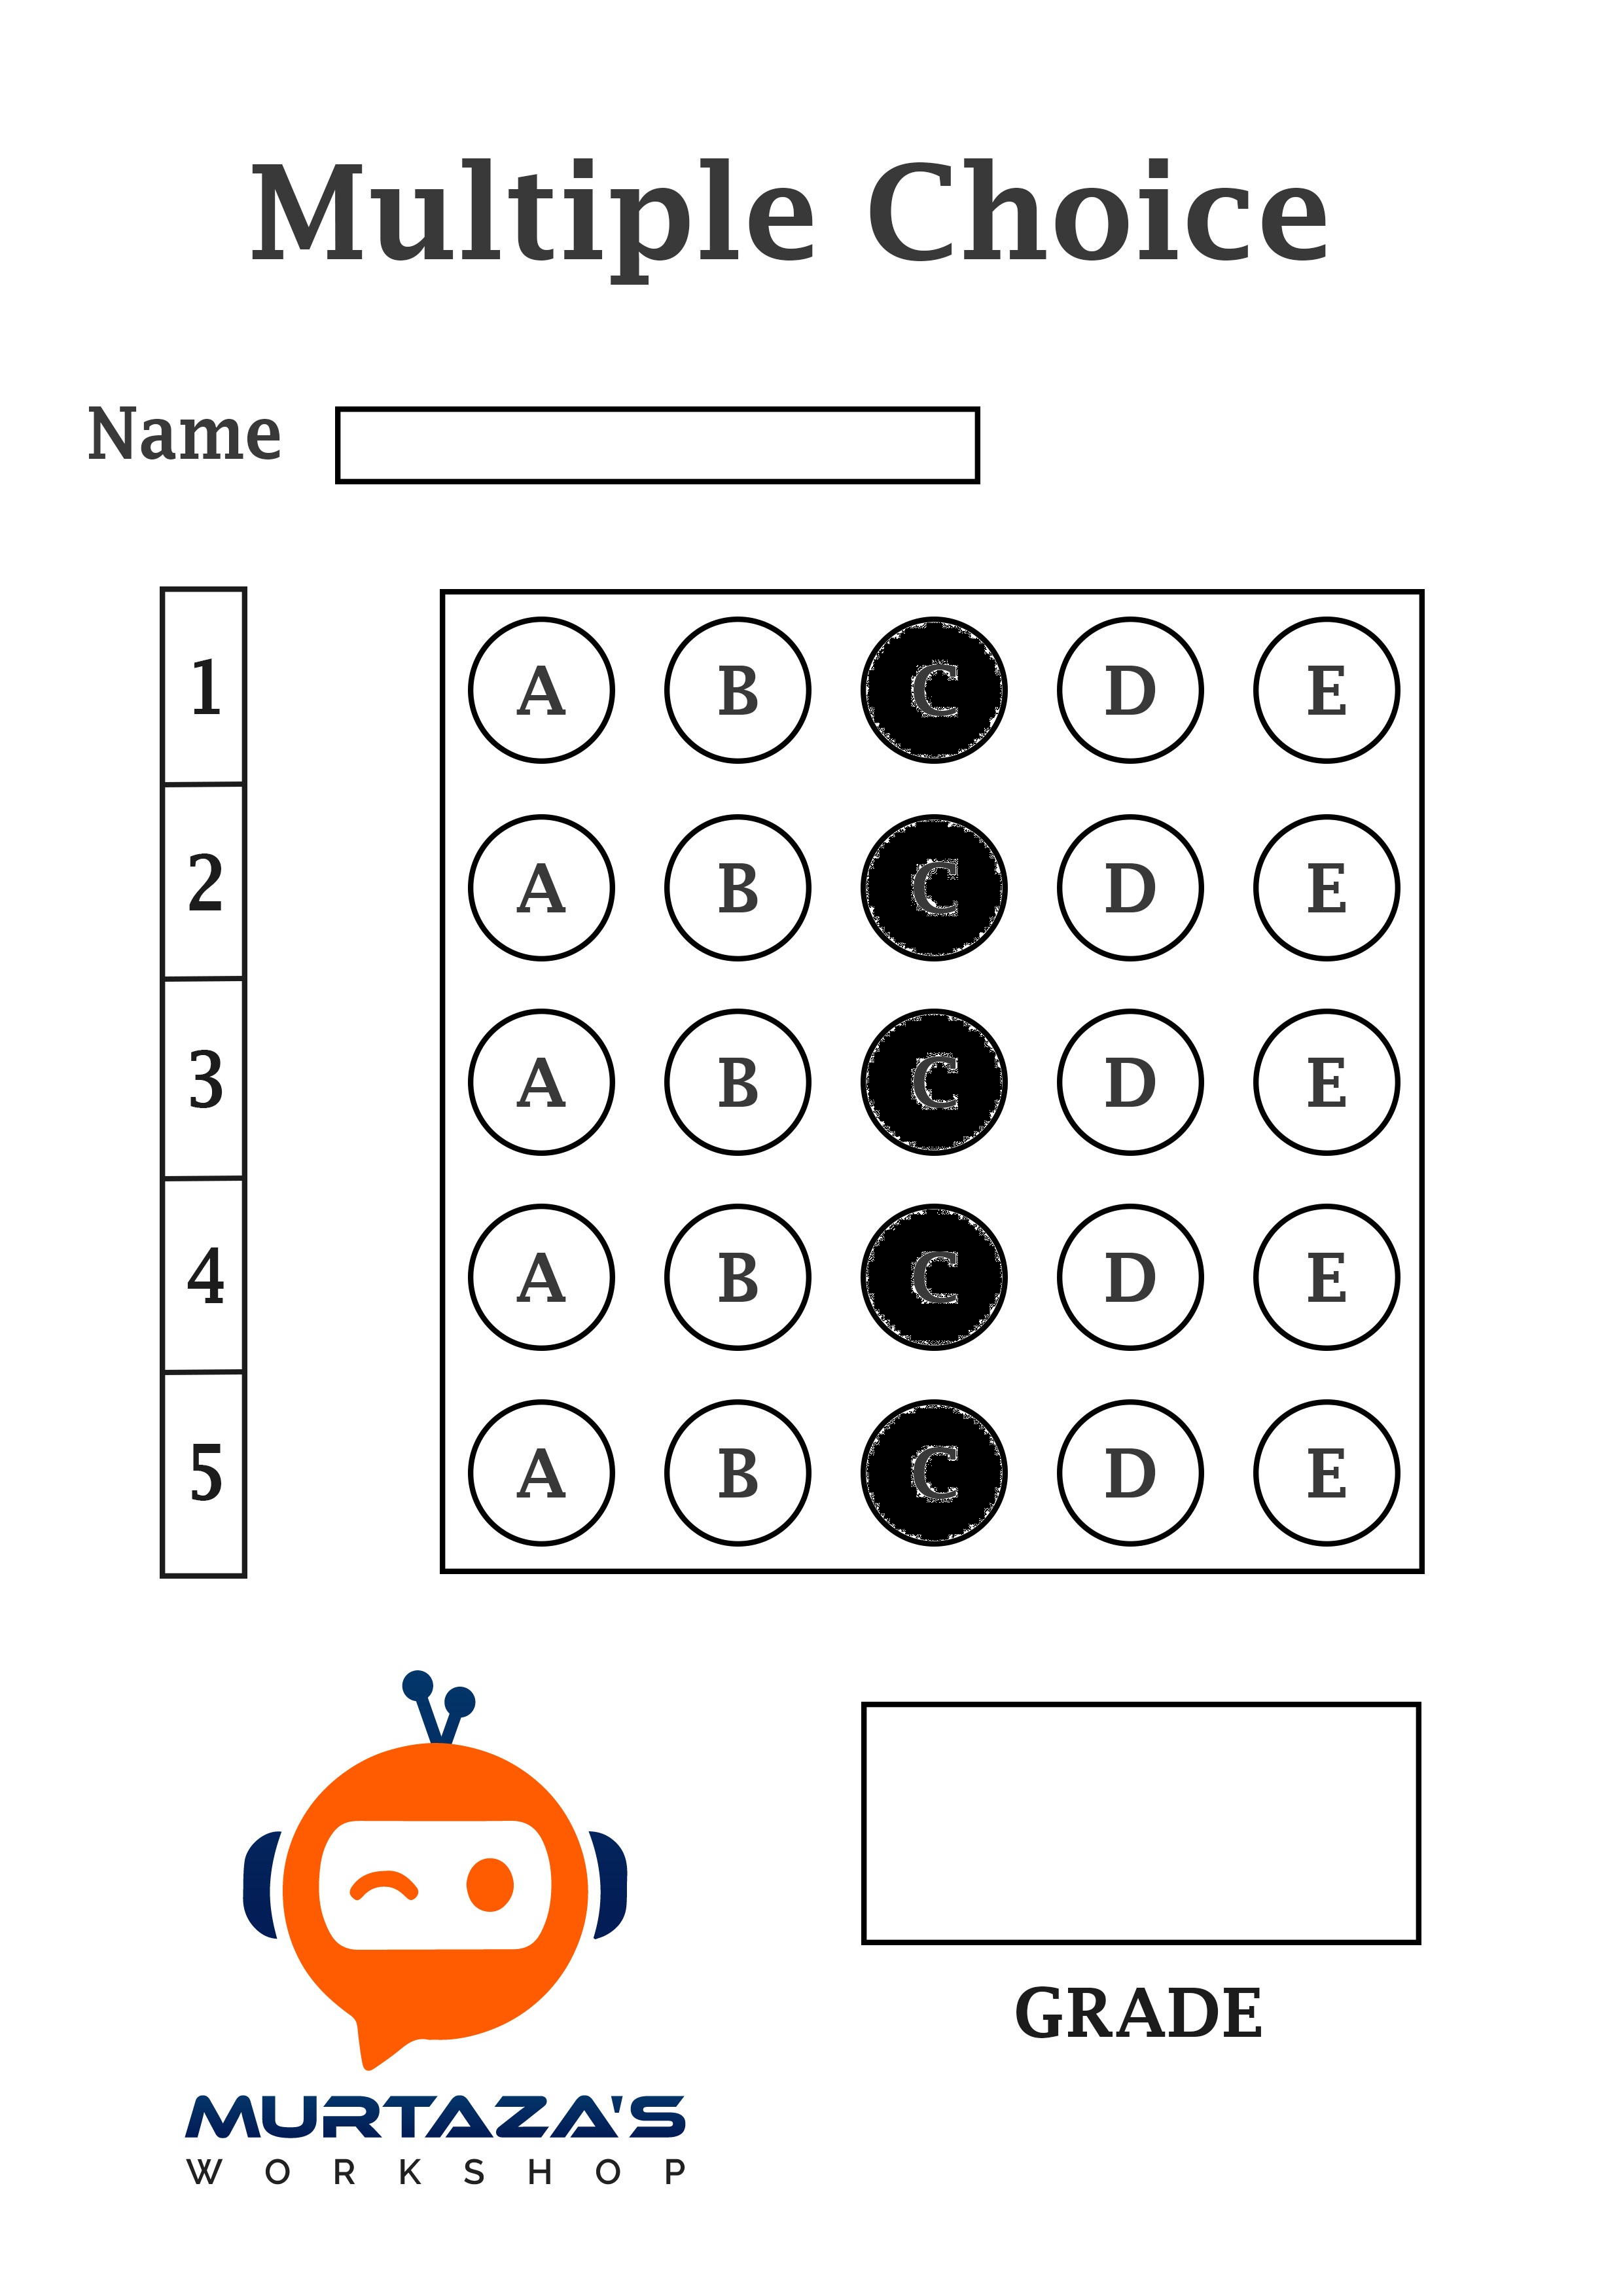 Multiple Choice
Name
1 A B C D E
2 A B C D E
3 A B C D E
4 A B C D E
5 A B C D E
GRADE
MURTAZA'S
WORKSHOP